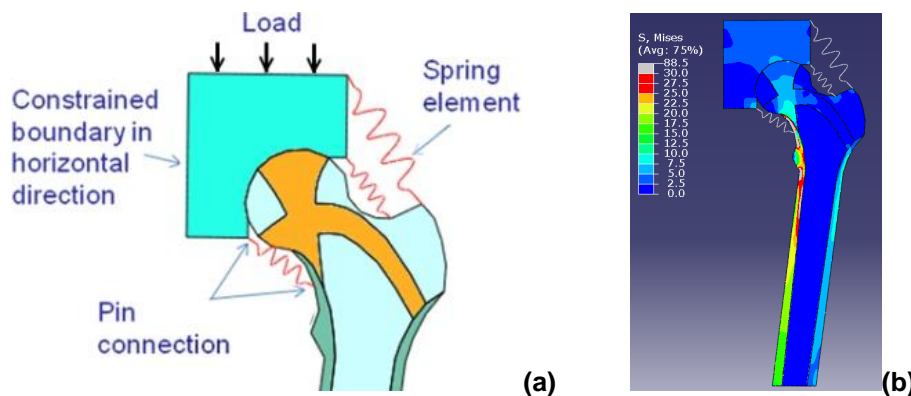 Load
Spring
element
Constrained
boundary in
horizontal
direction
Pin
connection
(a)
S, Mises
(Avg: 75%)
88.5
30.0
27.5
25.0
22.5
20.0
17.5
15.0
12.5
10.0
7.5
5.0
2.5
0.0
(b)